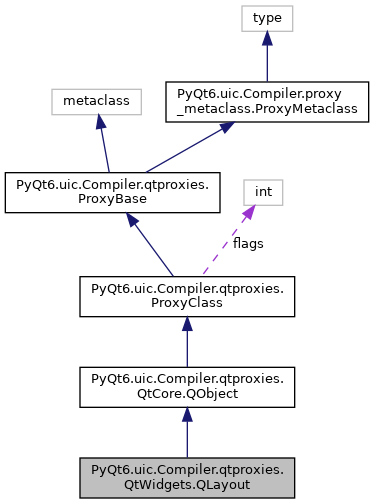 type
PyQt6.uic.Compiler.proxy
_metaclass.ProxyMetaclass
metaclass
PyQt6.uic.Compiler.qtproxies.
ProxyBase
int
flags
PyQt6.uic.Compiler.qtproxies.
ProxyClass
PyQt6.uic.Compiler.qtproxies.
QtCore.QObject
PyQt6.uic.Compiler.qtproxies.
QtWidgets.QLayout